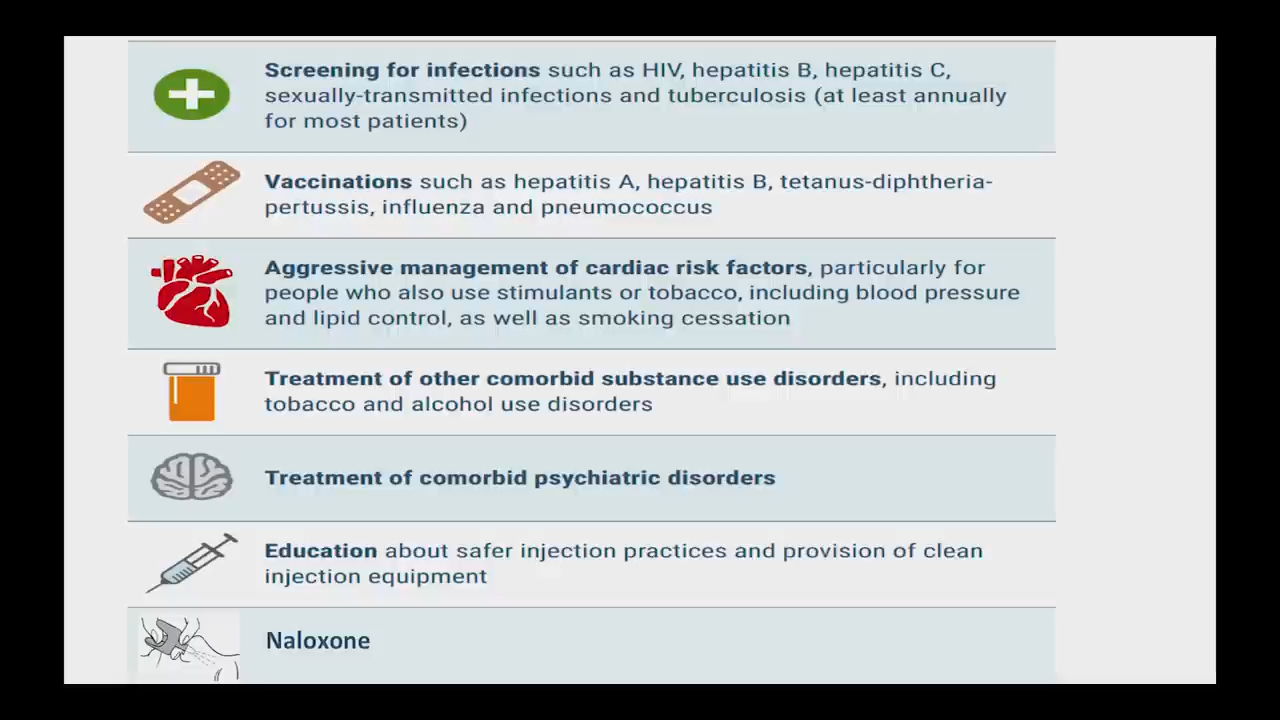 Screening for infections such as HIV, hepatitis B, hepatitis C,
sexually-transmitted infections and tuberculosis (at least annually
for most patients)
Vaccinations such as hepatitis A, hepatitis B, tetanus-diphtheria-
pertussis, influenza and pneumococcus
Aggressive management of cardiac risk factors, particularly for
people who also use stimulants or tobacco, including blood pressure
and lipid control, as well as smoking cessation
Treatment of other comorbid substance use disorders, including
tobacco and alcohol use disorders
Treatment of comorbid psychiatric disorders
Education about safer injection practices and provision of clean
injection equipment
Naloxone